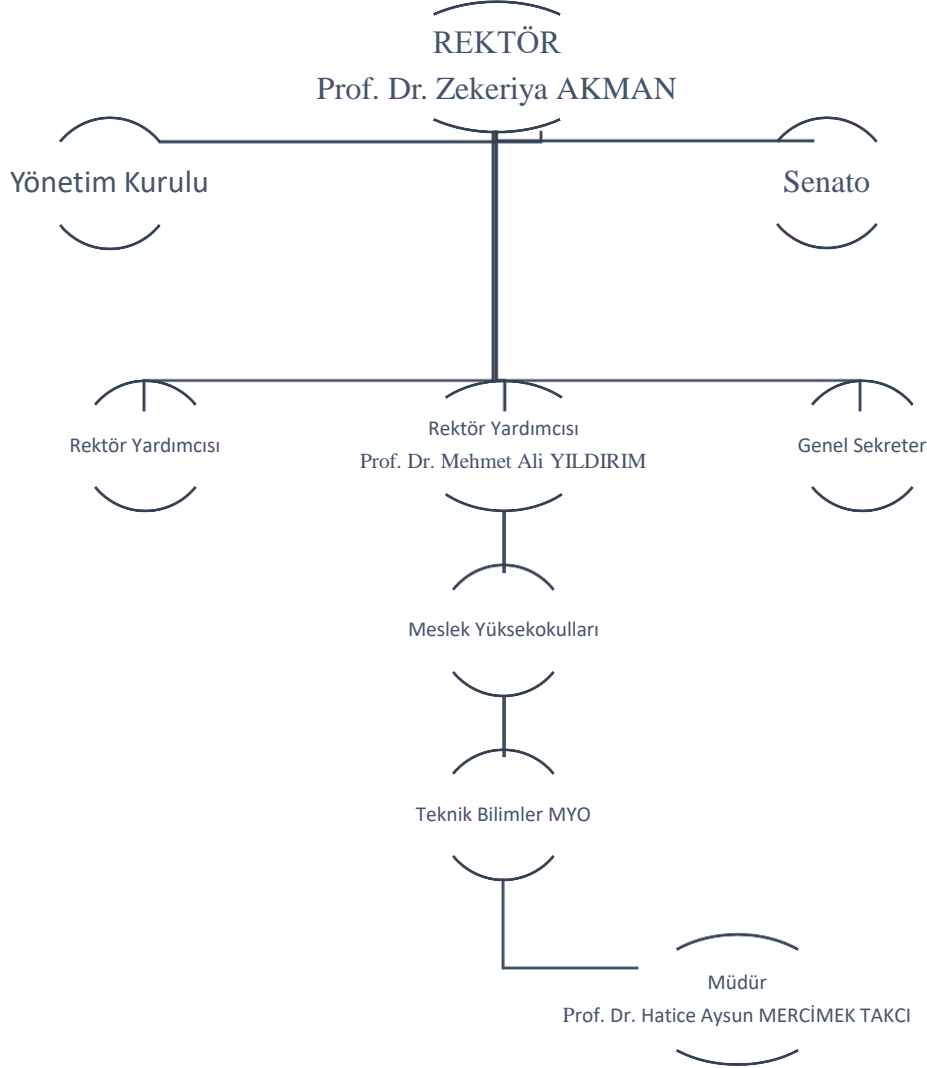 REKTÖR
Prof. Dr. Zekeriya AKMAN
Yönetim Kurulu
Senato
Rektör Yardımcısı
Rektör Yardımcısı
Prof. Dr. Mehmet Ali YILDIRIM
Genel Sekreter
Meslek Yüksekokulları
Teknik Bilimler MYO
Müdür
Prof. Dr. Hatice Aysun MERCİMEK TAKCI